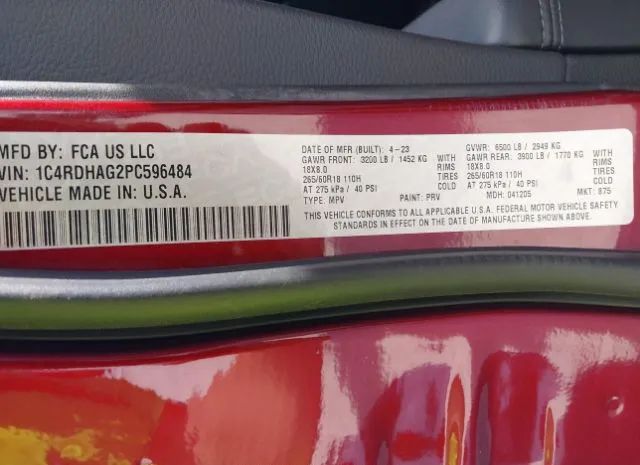 MFD BY: FCA US LLC
VIN: 1C4RDHAG2PC596484
VEHICLE MADE IN: U.S.A.
DATE OF MFR (BUILT): 4-23 GVWR: 6500 LB / 2949 KG
GAWR FRONT: 3200 LB / 1452 KG GAWR REAR: 3900 LB / 1770 KG
18X8.0 RIMS 18X8.0 RIMS
265/60R18 110H TIRES 265/60R18 110H TIRES
AT 275 kPa / 40 PSI COLD AT 275 kPa / 40 PSI COLD
TYPE: MPV PAINT: PRV MDH: 041205 MKT: 875
THIS VEHICLE CONFORMS TO ALL APPLICABLE U.S.A. FEDERAL MOTOR VEHICLE SAFETY
STANDARDS IN EFFECT ON THE DATE OF MANUFACTURE SHOWN ABOVE.